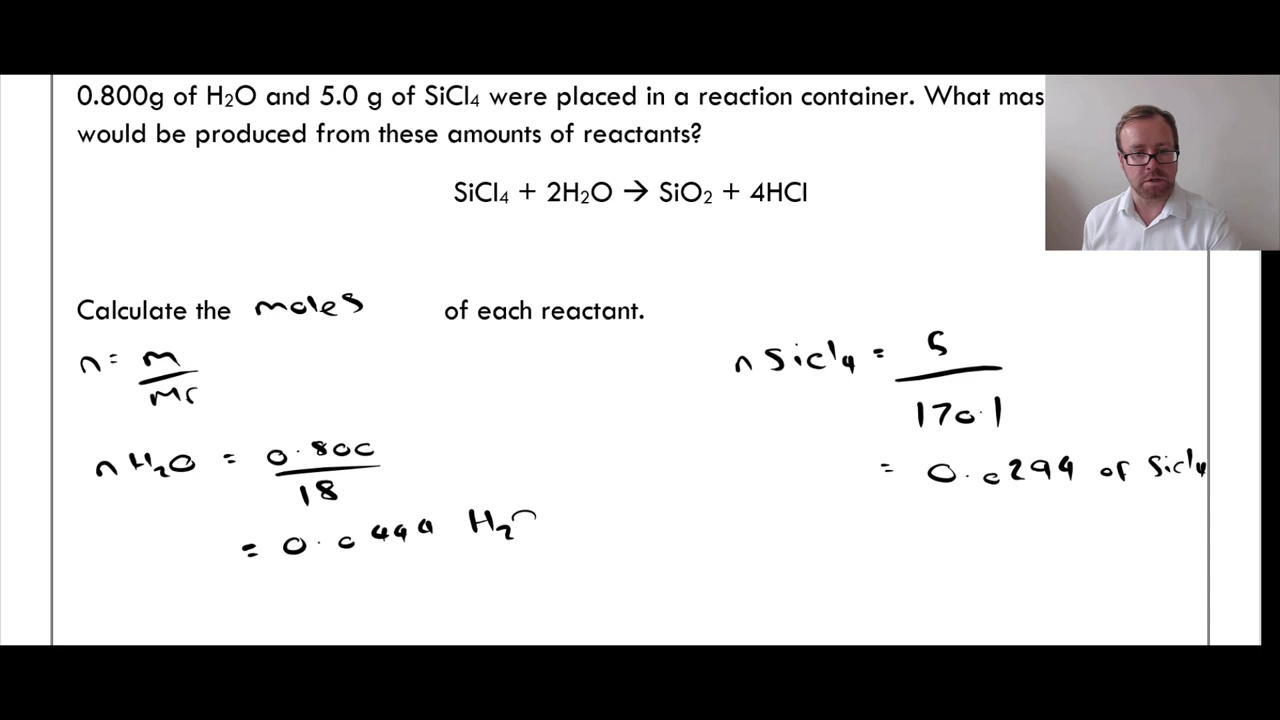 0.800g of H₂O and 5.0 g of SiCl₄ were placed in a reaction container. What mas
would be produced from these amounts of reactants?
SiCl₄ + 2H₂O → SiO₂ + 4HCl
Calculate the moles of each reactant.
n = m / Mr
n SiCl₄ = 5 / 170.1
= 0.0294 of SiCl₄
n H₂O = 0.800 / 18
= 0.0444 H₂O